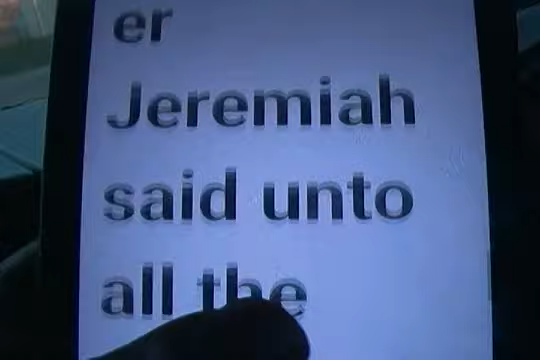 er
Jeremiah
said unto
all the